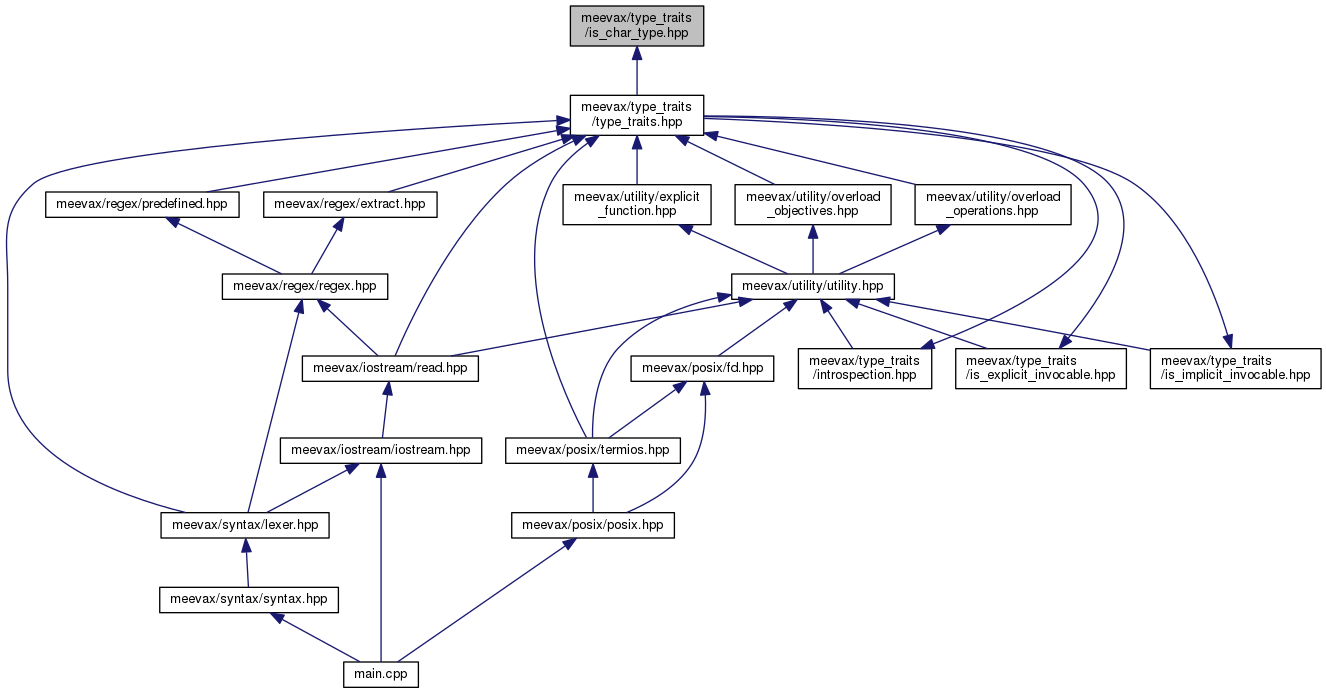 meevax/type_traits
/is_char_type.hpp
meevax/type_traits
/type_traits.hpp
meevax/regex/predefined.hpp
meevax/regex/extract.hpp
meevax/utility/explicit
_function.hpp
meevax/utility/overload
_objectives.hpp
meevax/utility/overload
_operations.hpp
meevax/regex/regex.hpp
meevax/utility/utility.hpp
meevax/iostream/read.hpp
meevax/posix/fd.hpp
meevax/type_traits
/introspection.hpp
meevax/type_traits
/is_explicit_invocable.hpp
meevax/type_traits
/is_implicit_invocable.hpp
meevax/iostream/iostream.hpp
meevax/posix/termios.hpp
meevax/syntax/lexer.hpp
meevax/posix/posix.hpp
meevax/syntax/syntax.hpp
main.cpp